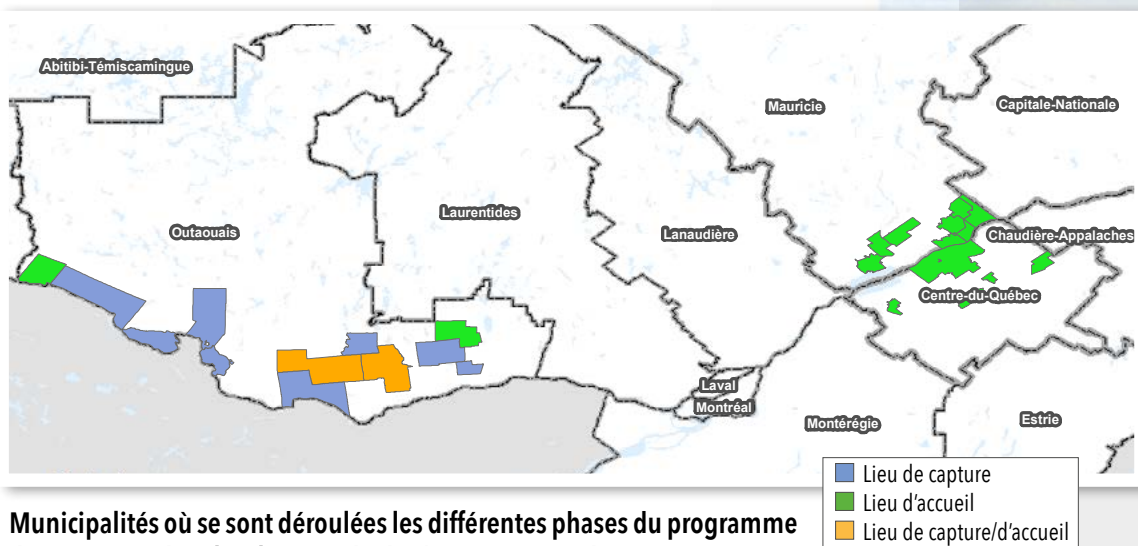 Abitibi-Témiscamingue
Mauricie
Capitale-Nationale
Laurentides
Outaouais
Lanaudière
Chaudière-Appalaches
Centre-du-Québec
Laval
Montréal
Montérégie
Estrie
Lieu de capture
Lieu d'accueil
Lieu de capture/d'accueil
Municipalités où se sont déroulées les différentes phases du programme